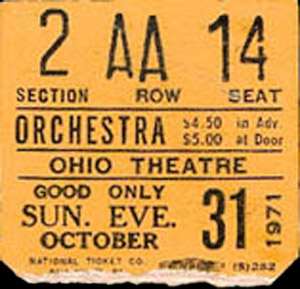 2 AA 14
SECTION ROW SEAT
ORCHESTRA $4.50 in Adv.
$5.00 at Door
OHIO THEATRE
GOOD ONLY
SUN. EVE. 31 1971
OCTOBER
NATIONAL TICKET CO.
(S)252